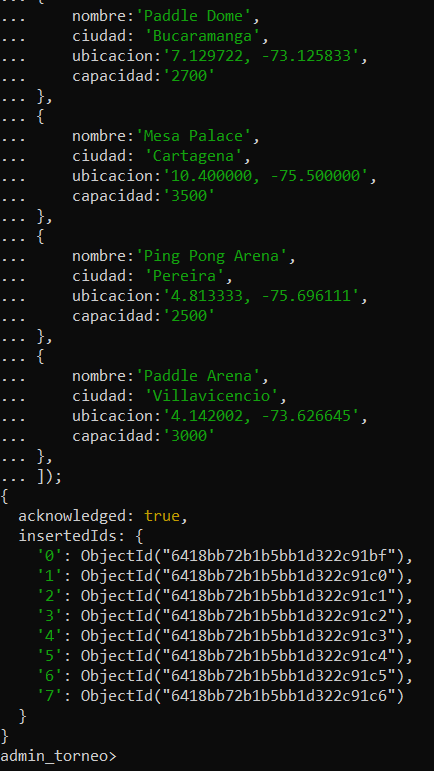 ... {
...     nombre:'Paddle Dome',
...     ciudad: 'Bucaramanga',
...     ubicacion:'7.129722, -73.125833',
...     capacidad:'2700'
... },
... {
...     nombre:'Mesa Palace',
...     ciudad: 'Cartagena',
...     ubicacion:'10.400000, -75.500000',
...     capacidad:'3500'
... },
... {
...     nombre:'Ping Pong Arena',
...     ciudad: 'Pereira',
...     ubicacion:'4.813333, -75.696111',
...     capacidad:'2500'
... },
... {
...     nombre:'Paddle Arena',
...     ciudad: 'Villavicencio',
...     ubicacion:'4.142002, -73.626645',
...     capacidad:'3000'
... },
... ]);
{
  acknowledged: true,
  insertedIds: {
    '0': ObjectId("6418bb72b1b5bb1d322c91bf"),
    '1': ObjectId("6418bb72b1b5bb1d322c91c0"),
    '2': ObjectId("6418bb72b1b5bb1d322c91c1"),
    '3': ObjectId("6418bb72b1b5bb1d322c91c2"),
    '4': ObjectId("6418bb72b1b5bb1d322c91c3"),
    '5': ObjectId("6418bb72b1b5bb1d322c91c4"),
    '6': ObjectId("6418bb72b1b5bb1d322c91c5"),
    '7': ObjectId("6418bb72b1b5bb1d322c91c6")
  }
}
admin_torneo>